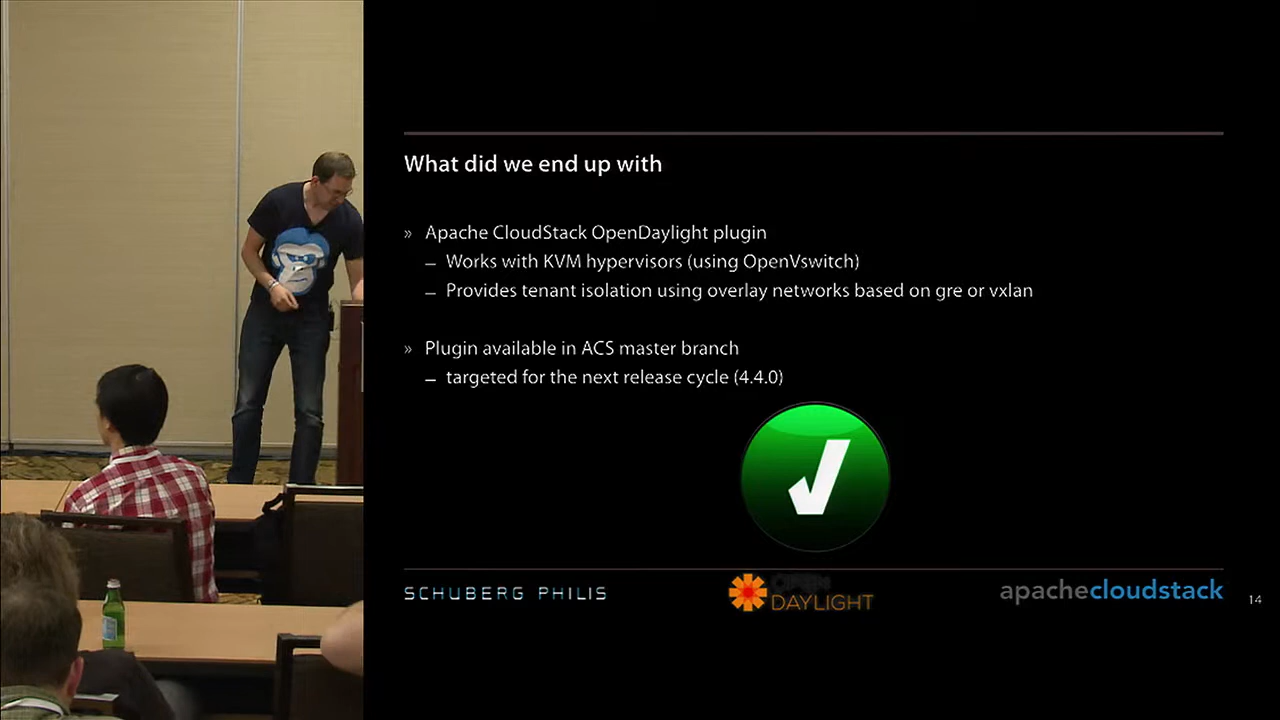 What did we end up with
» Apache CloudStack OpenDaylight plugin
– Works with KVM hypervisors (using OpenVswitch)
– Provides tenant isolation using overlay networks based on gre or vxlan
» Plugin available in ACS master branch
– targeted for the next release cycle (4.4.0)
SCHUBERG PHILIS
OPEN
DAYLIGHT
apachecloudstack
14